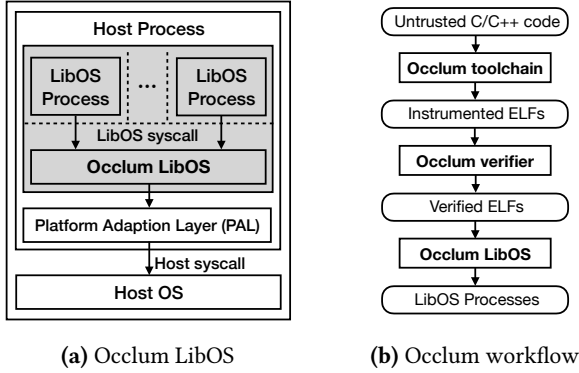 Host Process
LibOS
Process
...
LibOS
Process
LibOS syscall
Occlum LibOS
Platform Adaption Layer (PAL)
Host syscall
Host OS
(a) Occlum LibOS
Untrusted C/C++ code
Occlum toolchain
Instrumented ELFs
Occlum verifier
Verified ELFs
Occlum LibOS
LibOS Processes
(b) Occlum workflow